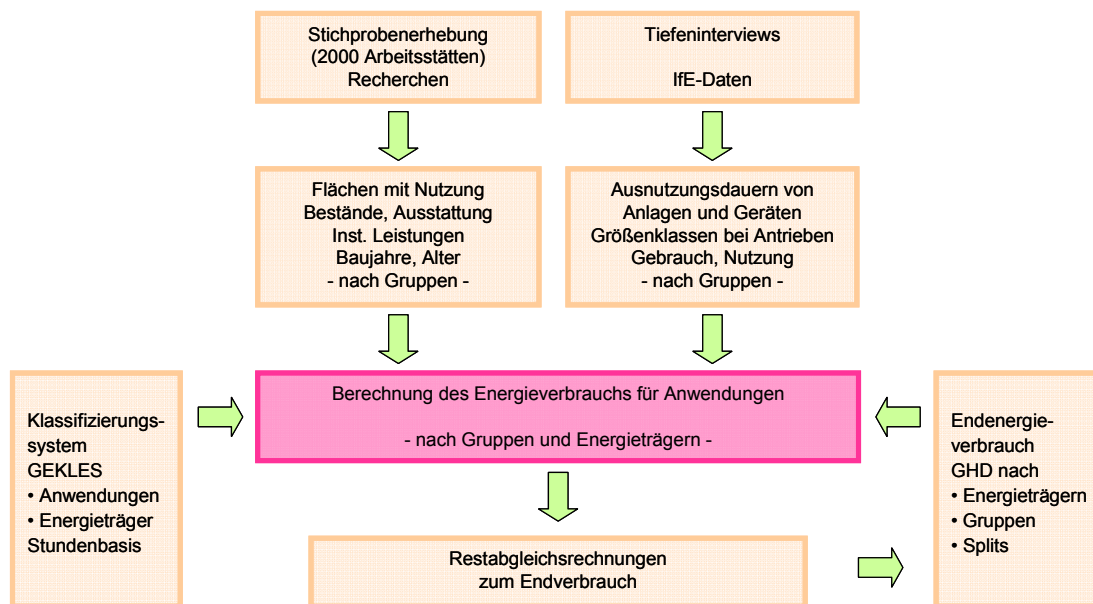 Stichprobenerhebung
(2000 Arbeitsstätten)
Recherchen
Tiefeninterviews
IfE-Daten
Flächen mit Nutzung
Bestände, Ausstattung
Inst. Leistungen
Baujahre, Alter
- nach Gruppen -
Ausnutzungsdauern von
Anlagen und Geräten
Größenklassen bei Antrieben
Gebrauch, Nutzung
- nach Gruppen -
Berechnung des Energieverbrauchs für Anwendungen
- nach Gruppen und Energieträgern -
Klassifizierungs-
system
GEKLES
• Anwendungen
• Energieträger
Stundenbasis
Endenergie-
verbrauch
GHD nach
• Energieträgern
• Gruppen
• Splits
Restabgleichsrechnungen
zum Endverbrauch